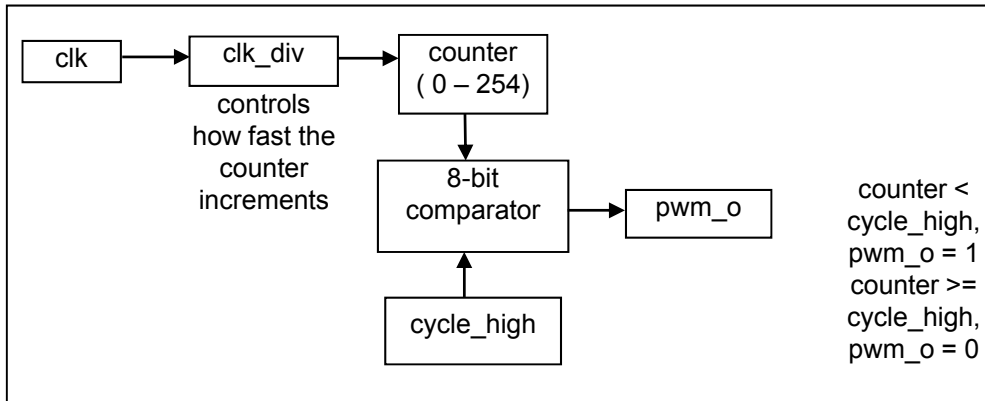 clk
clk_div
counter
( 0 – 254)
controls
how fast the
counter
increments
8-bit
comparator
pwm_o
cycle_high
counter <
cycle_high,
pwm_o = 1
counter >=
cycle_high,
pwm_o = 0